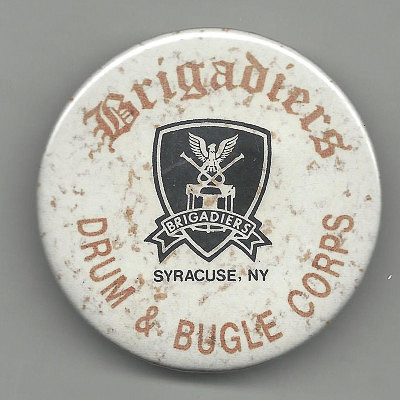 Brigadiers
BRIGADIERS
SYRACUSE, NY
DRUM & BUGLE CORPS